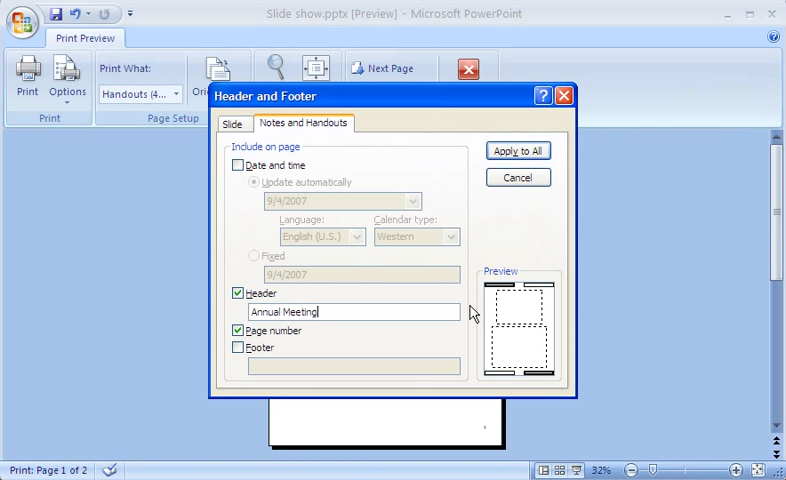 Slide show.pptx [Preview] - Microsoft PowerPoint
Print Preview
Print
Options
Print What:
Handouts (4...
Next Page
Print
Page Setup
Header and Footer
Slide
Notes and Handouts
Include on page
Date and time
Update automatically
9/4/2007
Language:
Calendar type:
English (U.S.)
Western
Fixed
9/4/2007
Header
Annual Meeting
Page number
Footer
Apply to All
Cancel
Preview
Print: Page 1 of 2
32%